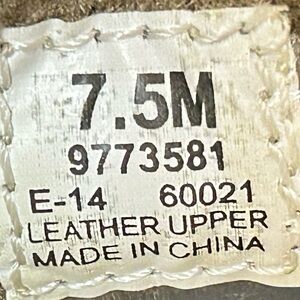 7.5M
9773581
E-14 60021
LEATHER UPPER
MADE IN CHINA